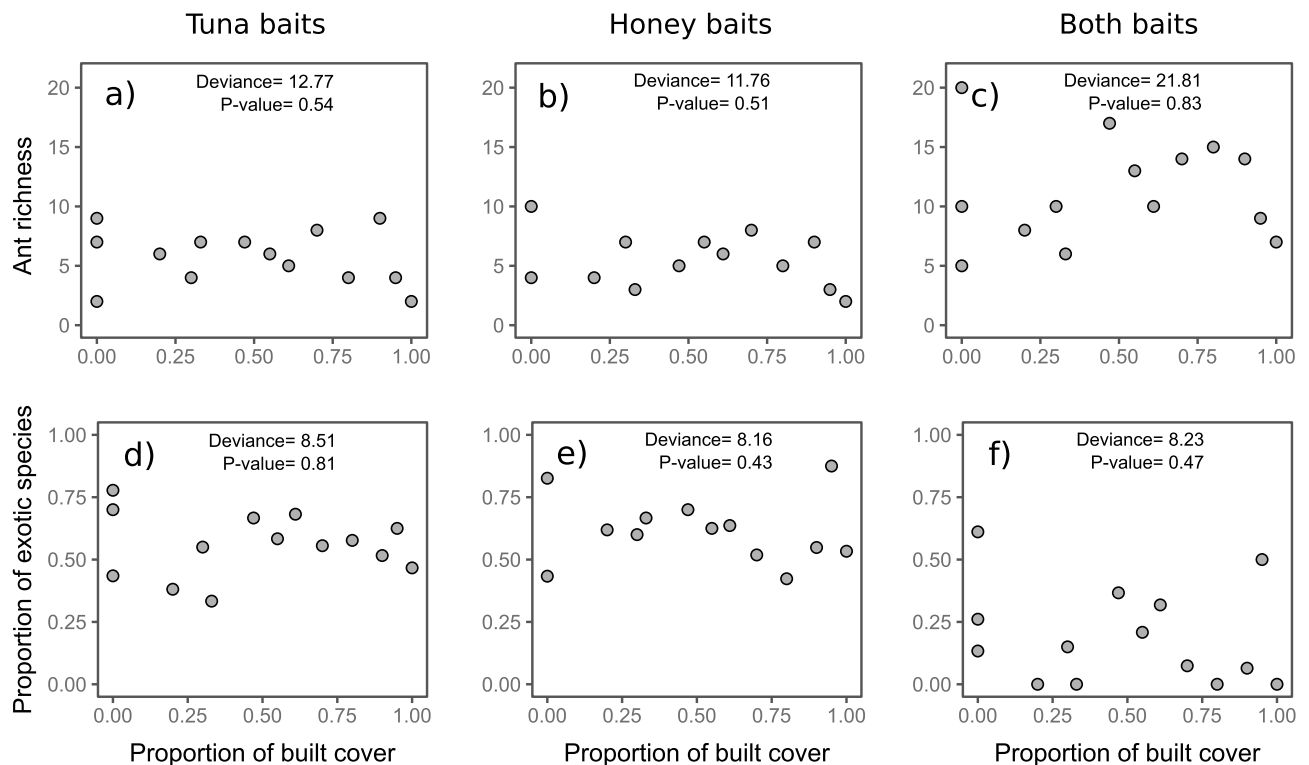 Tuna baits
Honey baits
Both baits
Ant richness
a)
Deviance= 12.77
P-value= 0.54
20
15
10
5
0
0.00 0.25 0.50 0.75 1.00
b)
Deviance= 11.76
P-value= 0.51
20
15
10
5
0
0.00 0.25 0.50 0.75 1.00
c)
Deviance= 21.81
P-value= 0.83
20
15
10
5
0
0.00 0.25 0.50 0.75 1.00
Proportion of exotic species
d)
Deviance= 8.51
P-value= 0.81
1.00
0.75
0.50
0.25
0.00
0.00 0.25 0.50 0.75 1.00
Proportion of built cover
e)
Deviance= 8.16
P-value= 0.43
1.00
0.75
0.50
0.25
0.00
0.00 0.25 0.50 0.75 1.00
Proportion of built cover
f)
Deviance= 8.23
P-value= 0.47
1.00
0.75
0.50
0.25
0.00
0.00 0.25 0.50 0.75 1.00
Proportion of built cover